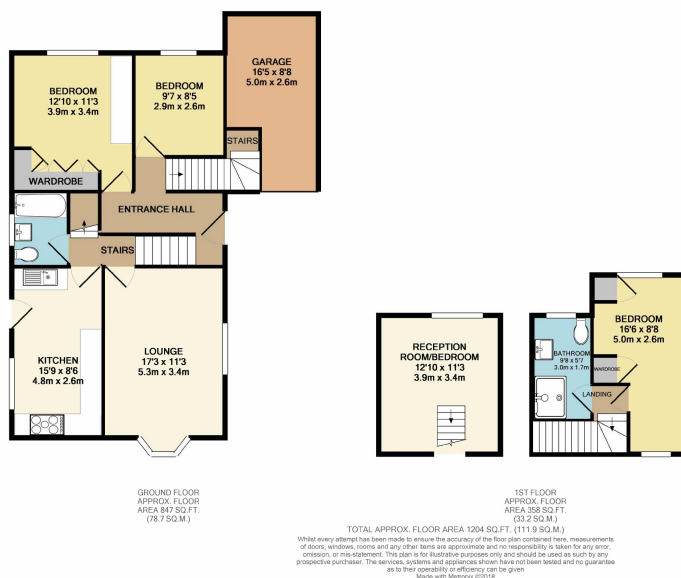 GARAGE
16'5 x 8'8
5.0m x 2.6m
BEDROOM
12'10 x 11'3
3.9m x 3.4m
BEDROOM
9'7 x 8'5
2.9m x 2.6m
STAIRS
WARDROBE
ENTRANCE HALL
STAIRS
KITCHEN
15'9 x 8'6
4.8m x 2.6m
LOUNGE
17'3 x 11'3
5.3m x 3.4m
RECEPTION
ROOM/BEDROOM
12'10 x 11'3
3.9m x 3.4m
BEDROOM
16'6 x 8'8
5.0m x 2.6m
BATHROOM
9'8 x 5'7
3.0m x 1.7m
WARDROBE
LANDING
GROUND FLOOR
APPROX. FLOOR
AREA 847 SQ.FT.
(78.7 SQ.M.)
1ST FLOOR
APPROX. FLOOR
AREA 358 SQ.FT.
(33.2 SQ.M.)
TOTAL APPROX. FLOOR AREA 1204 SQ.FT. (111.9 SQ.M.)
Whilst every attempt has been made to ensure the accuracy of the floor plan contained here, measurements
of doors, windows, rooms and any other items are approximate and no responsibility is taken for any error,
omission, or mis-statement. This plan is for illustrative purposes only and should be used as such by any
prospective purchaser. The services, systems and appliances shown have not been tested and no guarantee
as to their operability or efficiency can be given
Made with Metropix ©2018